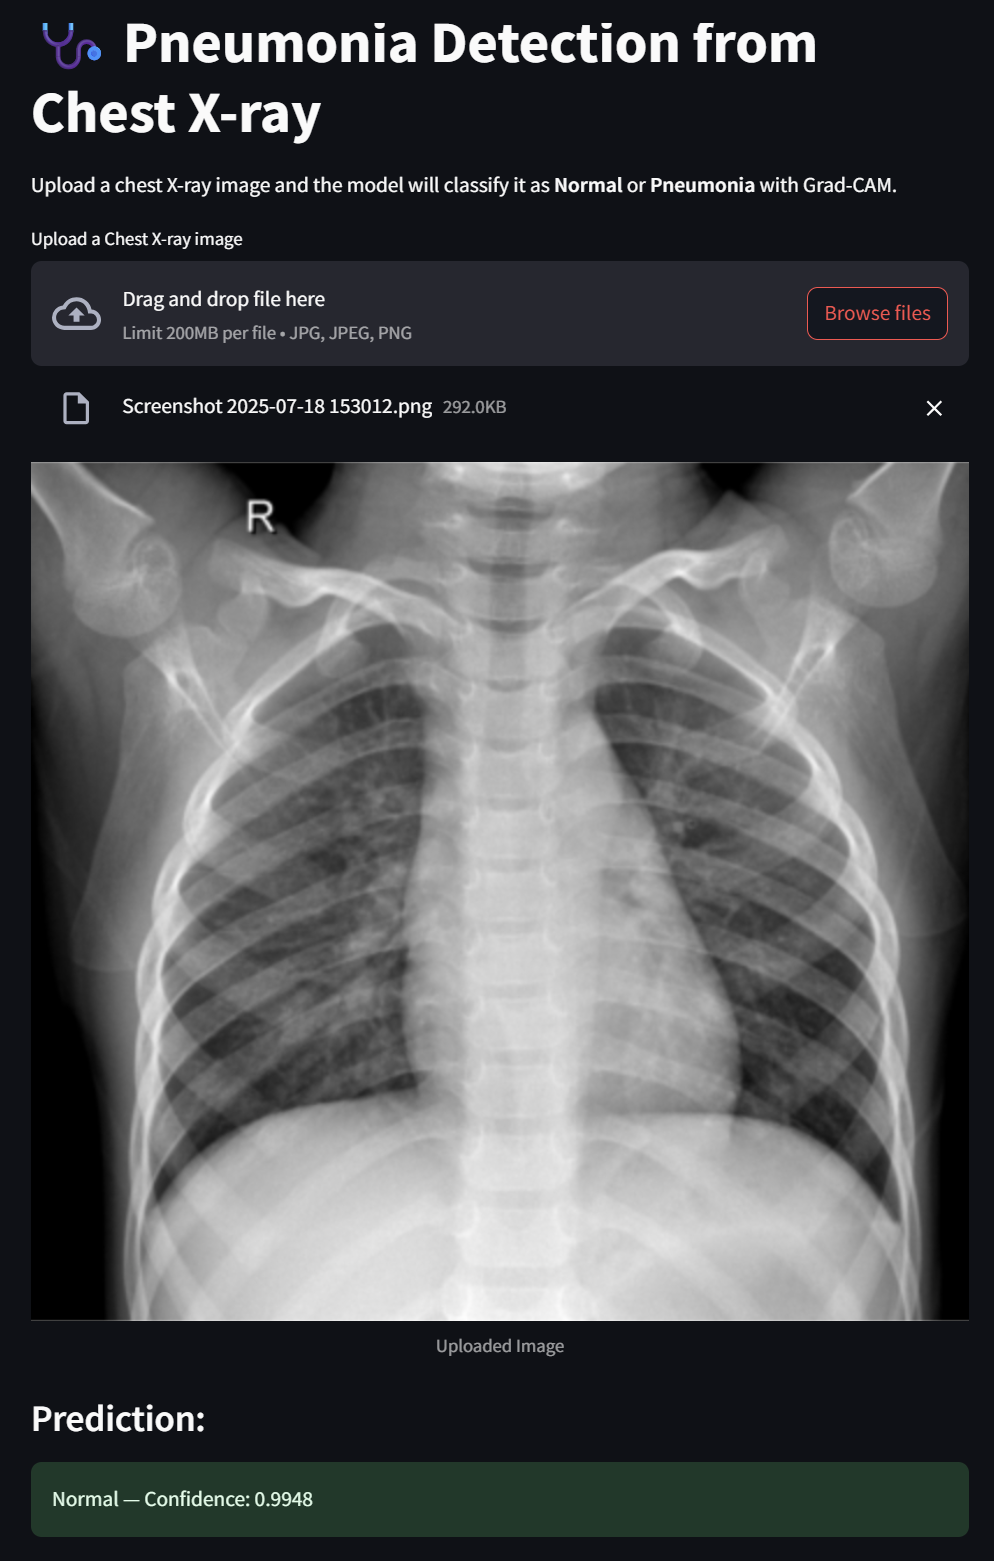 Pneumonia Detection from
Chest X-ray
Upload a chest X-ray image and the model will classify it as Normal or Pneumonia with Grad-CAM.
Upload a Chest X-ray image
Drag and drop file here
Limit 200MB per file • JPG, JPEG, PNG
Browse files
Screenshot 2025-07-18 153012.png 292.0KB
R
Uploaded Image
Prediction:
Normal — Confidence: 0.9948